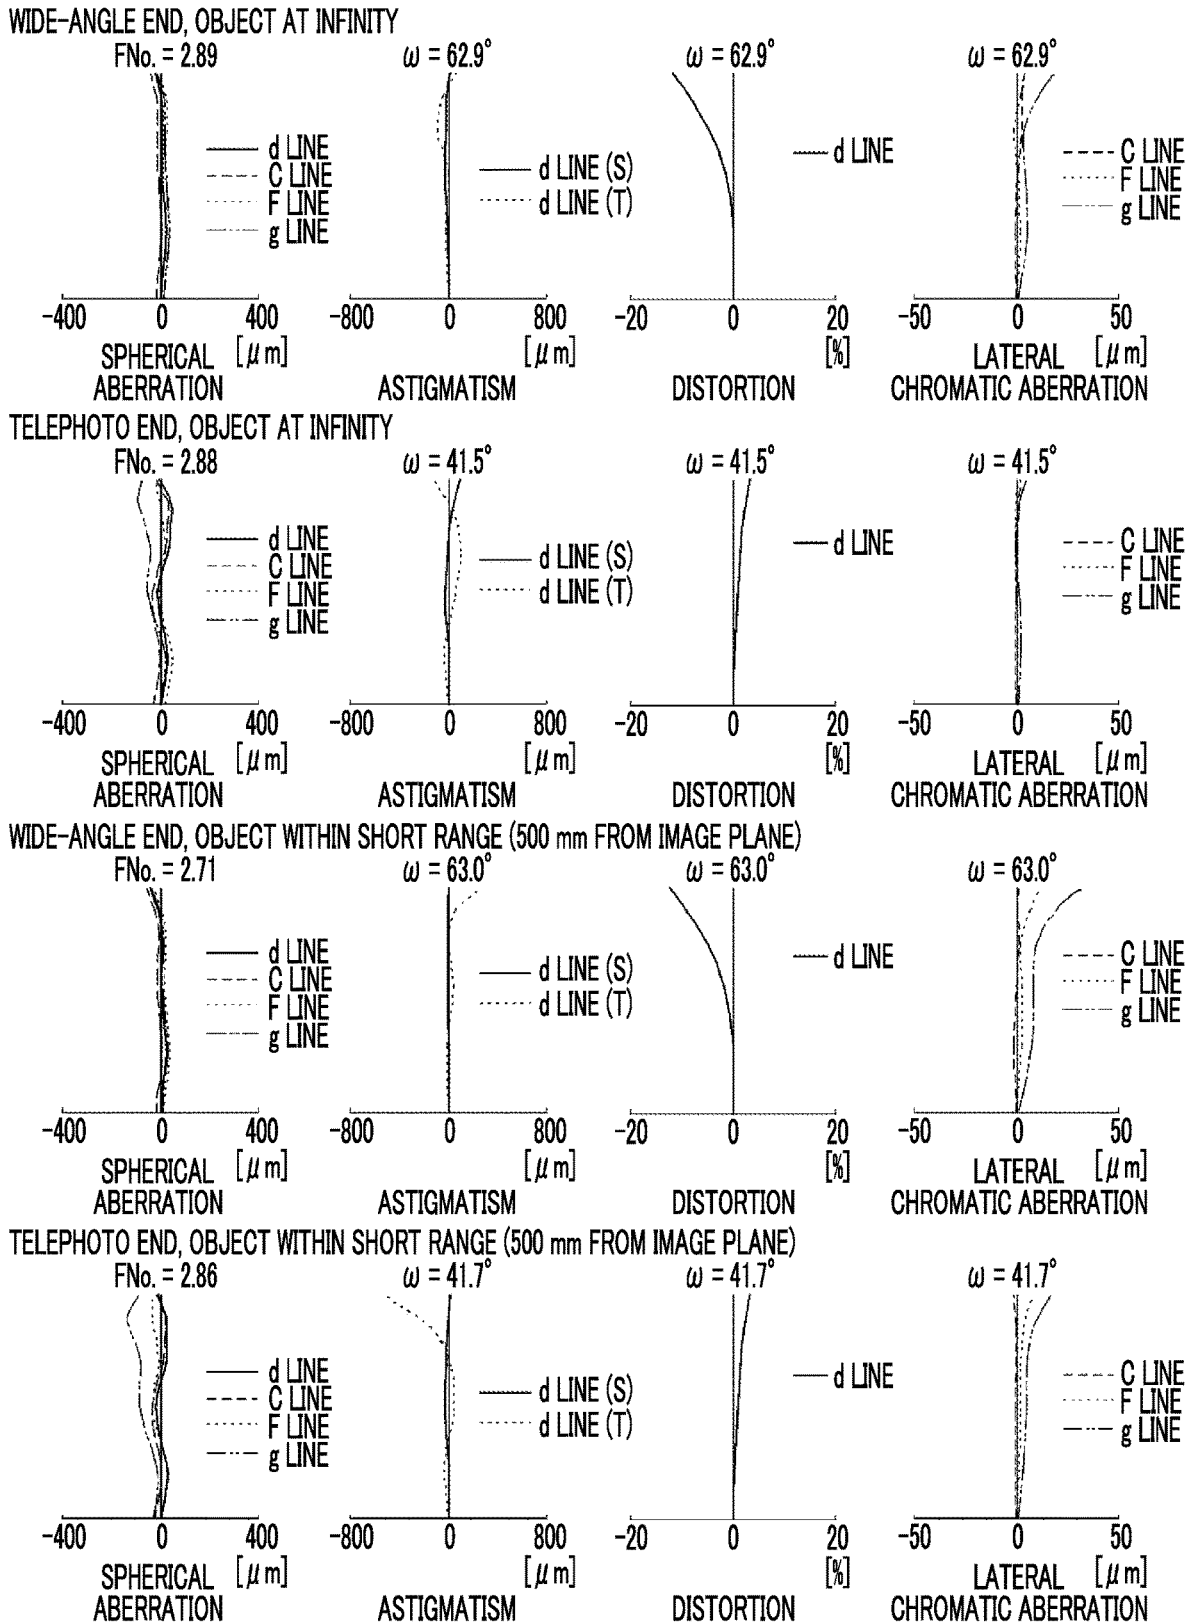 WIDE-ANGLE END, OBJECT AT INFINITY
FNo. = 2.89
ω = 62.9°
ω = 62.9°
ω = 62.9°
d LINE
C LINE
F LINE
g LINE
d LINE (S)
d LINE (T)
d LINE
C LINE
F LINE
g LINE
-400 0 400
-800 0 800
-20 0 20
-50 0 50
SPHERICAL ABERRATION [μm]
ASTIGMATISM [μm]
DISTORTION [%]
LATERAL CHROMATIC ABERRATION [μm]
TELEPHOTO END, OBJECT AT INFINITY
FNo. = 2.88
ω = 41.5°
ω = 41.5°
ω = 41.5°
d LINE
C LINE
F LINE
g LINE
d LINE (S)
d LINE (T)
d LINE
C LINE
F LINE
g LINE
-400 0 400
-800 0 800
-20 0 20
-50 0 50
SPHERICAL ABERRATION [μm]
ASTIGMATISM [μm]
DISTORTION [%]
LATERAL CHROMATIC ABERRATION [μm]
WIDE-ANGLE END, OBJECT WITHIN SHORT RANGE (500 mm FROM IMAGE PLANE)
FNo. = 2.71
ω = 63.0°
ω = 63.0°
ω = 63.0°
d LINE
C LINE
F LINE
g LINE
d LINE (S)
d LINE (T)
d LINE
C LINE
F LINE
g LINE
-400 0 400
-800 0 800
-20 0 20
-50 0 50
SPHERICAL ABERRATION [μm]
ASTIGMATISM [μm]
DISTORTION [%]
LATERAL CHROMATIC ABERRATION [μm]
TELEPHOTO END, OBJECT WITHIN SHORT RANGE (500 mm FROM IMAGE PLANE)
FNo. = 2.86
ω = 41.7°
ω = 41.7°
ω = 41.7°
d LINE
C LINE
F LINE
g LINE
d LINE (S)
d LINE (T)
d LINE
C LINE
F LINE
g LINE
-400 0 400
-800 0 800
-20 0 20
-50 0 50
SPHERICAL ABERRATION [μm]
ASTIGMATISM [μm]
DISTORTION [%]
LATERAL CHROMATIC ABERRATION [μm]